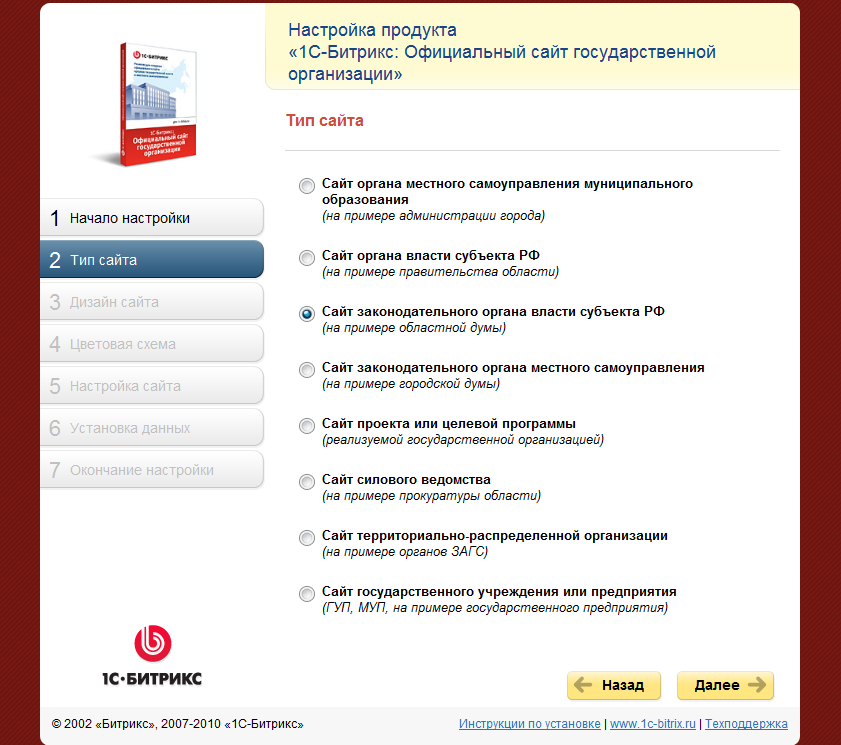 Настройка продукта
«1С-Битрикс: Официальный сайт государственной
организации»
1С-БИТРИКС
1С-Битрикс:
Официальный сайт
государственной
организации
Тип сайта
1 Начало настройки
2 Тип сайта
3 Дизайн сайта
4 Цветовая схема
5 Настройка сайта
6 Установка данных
7 Окончание настройки
Сайт органа местного самоуправления муниципального
образования
(на примере администрации города)
Сайт органа власти субъекта РФ
(на примере правительства области)
Сайт законодательного органа власти субъекта РФ
(на примере областной думы)
Сайт законодательного органа местного самоуправления
(на примере городской думы)
Сайт проекта или целевой программы
(реализуемой государственной организацией)
Сайт силового ведомства
(на примере прокуратуры области)
Сайт территориально-распределенной организации
(на примере органов ЗАГС)
Сайт государственного учреждения или предприятия
(ГУП, МУП, на примере государственного предприятия)
1С·БИТРИКС
Назад
Далее
© 2002 «Битрикс», 2007-2010 «1С-Битрикс»
Инструкции по установке | www.1c-bitrix.ru | Техподдержка